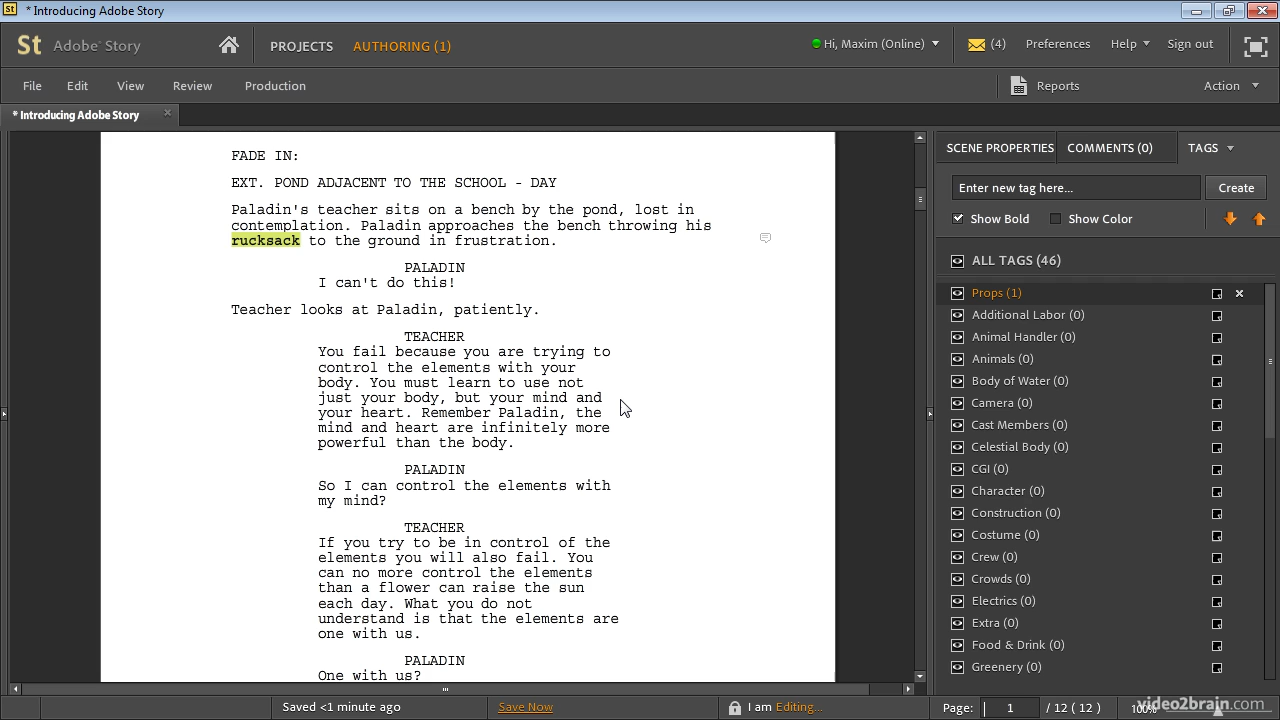 St * Introducing Adobe Story
St Adobe Story
PROJECTS
AUTHORING (1)
Hi, Maxim (Online)
(4)
Preferences
Help
Sign out
File
Edit
View
Review
Production
Reports
Action
* Introducing Adobe Story
FADE IN:
EXT. POND ADJACENT TO THE SCHOOL - DAY
Paladin's teacher sits on a bench by the pond, lost in
contemplation. Paladin approaches the bench throwing his
rucksack to the ground in frustration.
PALADIN
I can't do this!
Teacher looks at Paladin, patiently.
TEACHER
You fail because you are trying to
control the elements with your
body. You must learn to use not
just your body, but your mind and
your heart. Remember Paladin, the
mind and heart are infinitely more
powerful than the body.
PALADIN
So I can control the elements with
my mind?
TEACHER
If you try to be in control of the
elements you will also fail. You
can no more control the elements
than a flower can raise the sun
each day. What you do not
understand is that the elements are
one with us.
PALADIN
One with us?
SCENE PROPERTIES
COMMENTS (0)
TAGS
Enter new tag here...
Create
Show Bold
Show Color
ALL TAGS (46)
Props (1)
Additional Labor (0)
Animal Handler (0)
Animals (0)
Body of Water (0)
Camera (0)
Cast Members (0)
Celestial Body (0)
CGI (0)
Character (0)
Construction (0)
Costume (0)
Crew (0)
Crowds (0)
Electrics (0)
Extra (0)
Food & Drink (0)
Greenery (0)
Saved <1 minute ago
Save Now
I am Editing...
Page: 1 / 12 ( 12 )
100%
video2brain.com